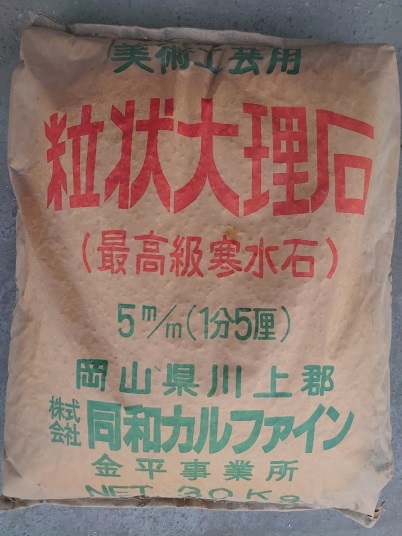 美術工芸用
粒状大理石
(最高級寒水石)
5m/m(1分5厘)
岡山県川上郡
株式会社 同和カルファイン
金平事業所
NET 30Kg